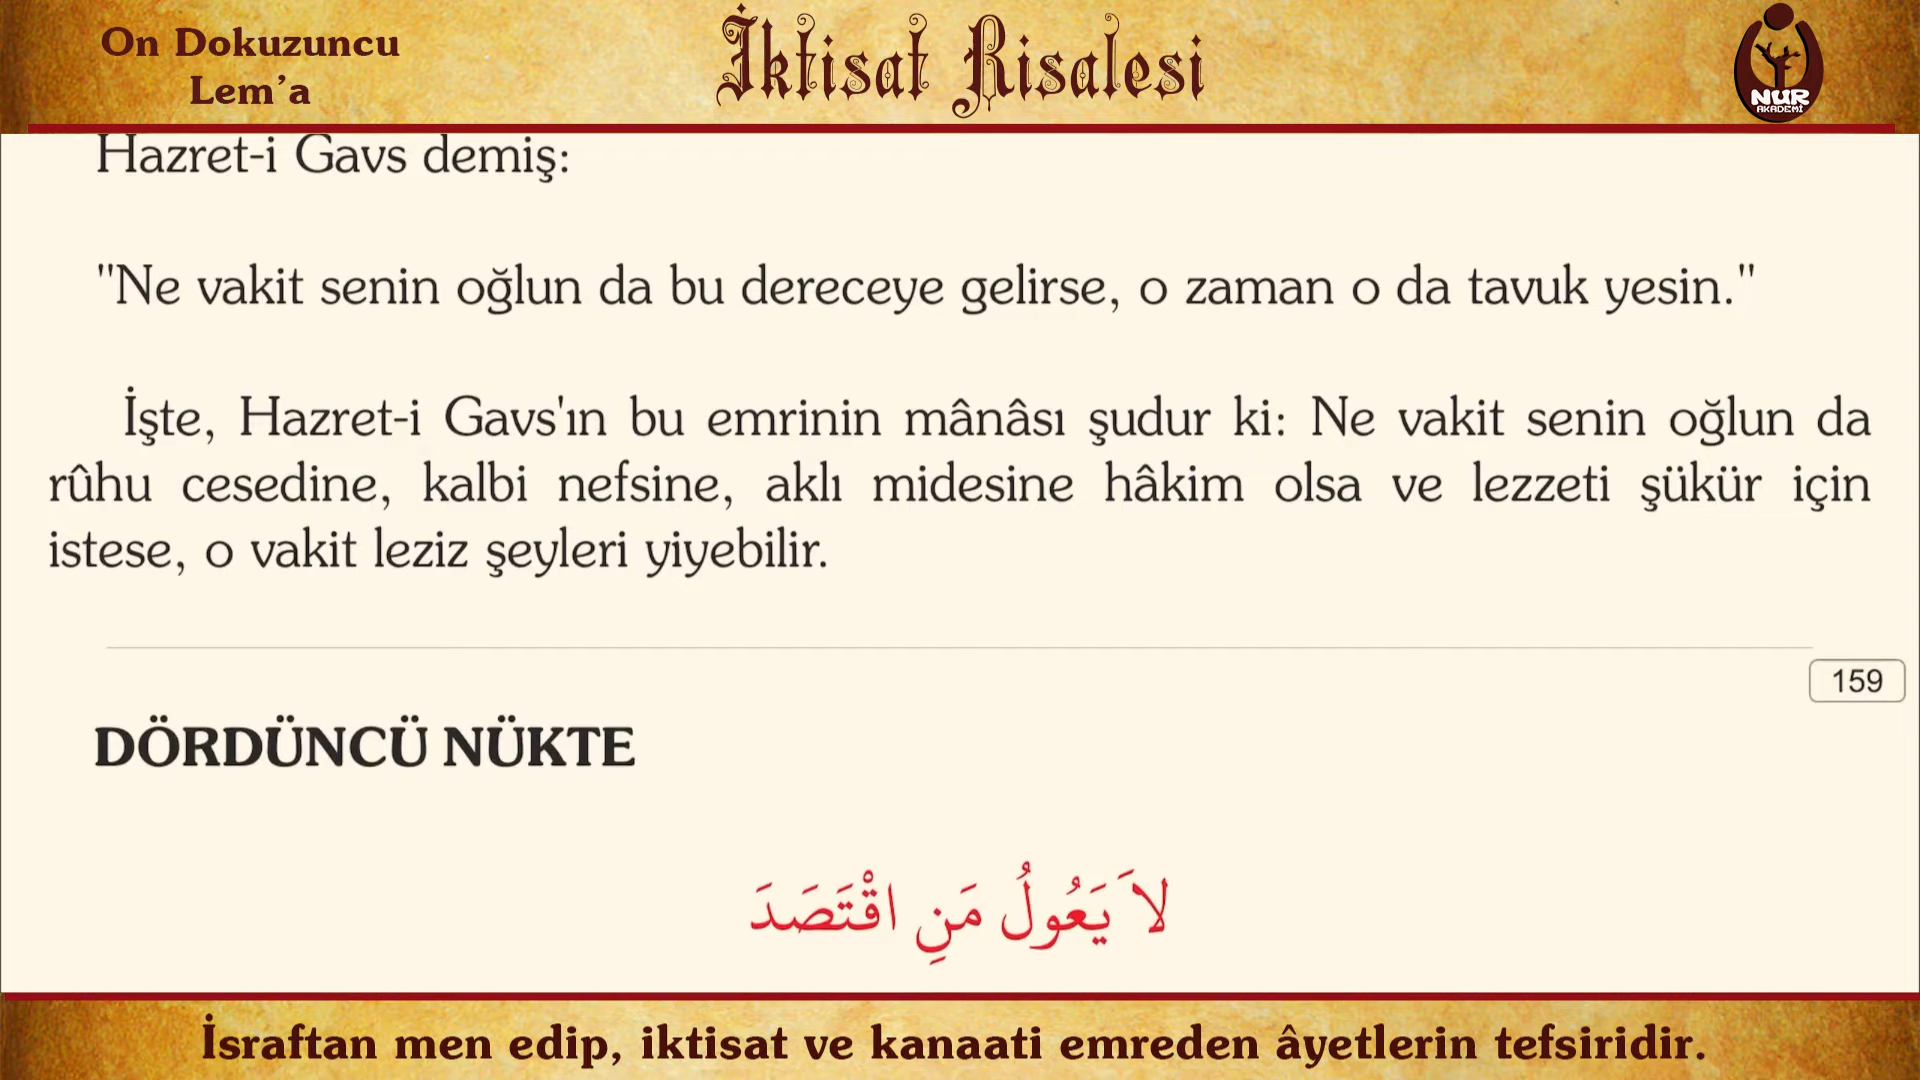 On Dokuzuncu
Lem'a
İktisat Risalesi
NUR
AKADEMİ
Hazret-i Gavs demiş:
"Ne vakit senin oğlun da bu dereceye gelirse, o zaman o da tavuk yesin."
İşte, Hazret-i Gavs'ın bu emrinin mânâsı şudur ki: Ne vakit senin oğlun da
rûhu cesedine, kalbi nefsine, aklı midesine hâkim olsa ve lezzeti şükür için
istese, o vakit leziz şeyleri yiyebilir.
159
DÖRDÜNCÜ NÜKTE
لاَ يَعُولُ مَنِ اقْتَصَدَ
İsraftan men edip, iktisat ve kanaati emreden âyetlerin tefsiridir.